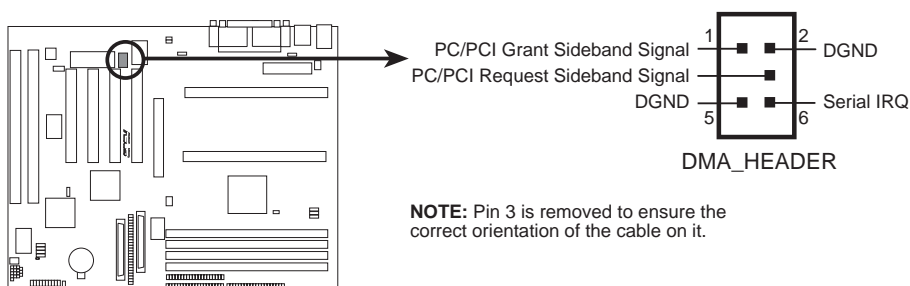 PC/PCI Grant Sideband Signal
1
2
DGND
PC/PCI Request Sideband Signal
DGND
5
6
Serial IRQ
DMA_HEADER
NOTE: Pin 3 is removed to ensure the
correct orientation of the cable on it.